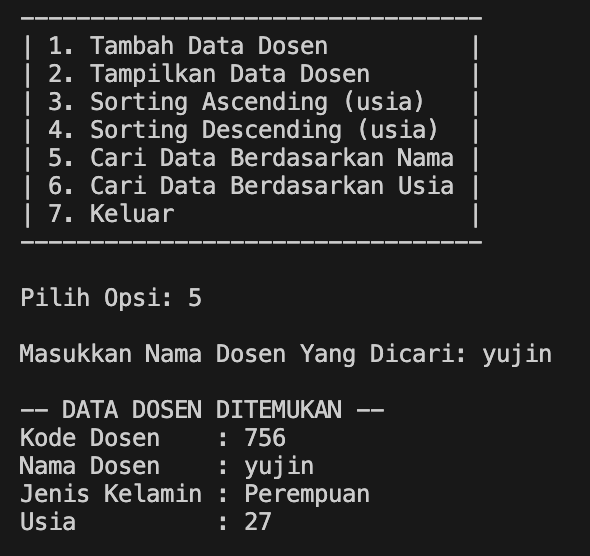 ---------------------------------
| 1. Tambah Data Dosen          |
| 2. Tampilkan Data Dosen       |
| 3. Sorting Ascending (usia)   |
| 4. Sorting Descending (usia)  |
| 5. Cari Data Berdasarkan Nama |
| 6. Cari Data Berdasarkan Usia |
| 7. Keluar                     |
---------------------------------
Pilih Opsi: 5
Masukkan Nama Dosen Yang Dicari: yujin
-- DATA DOSEN DITEMUKAN --
Kode Dosen    : 756
Nama Dosen    : yujin
Jenis Kelamin : Perempuan
Usia          : 27